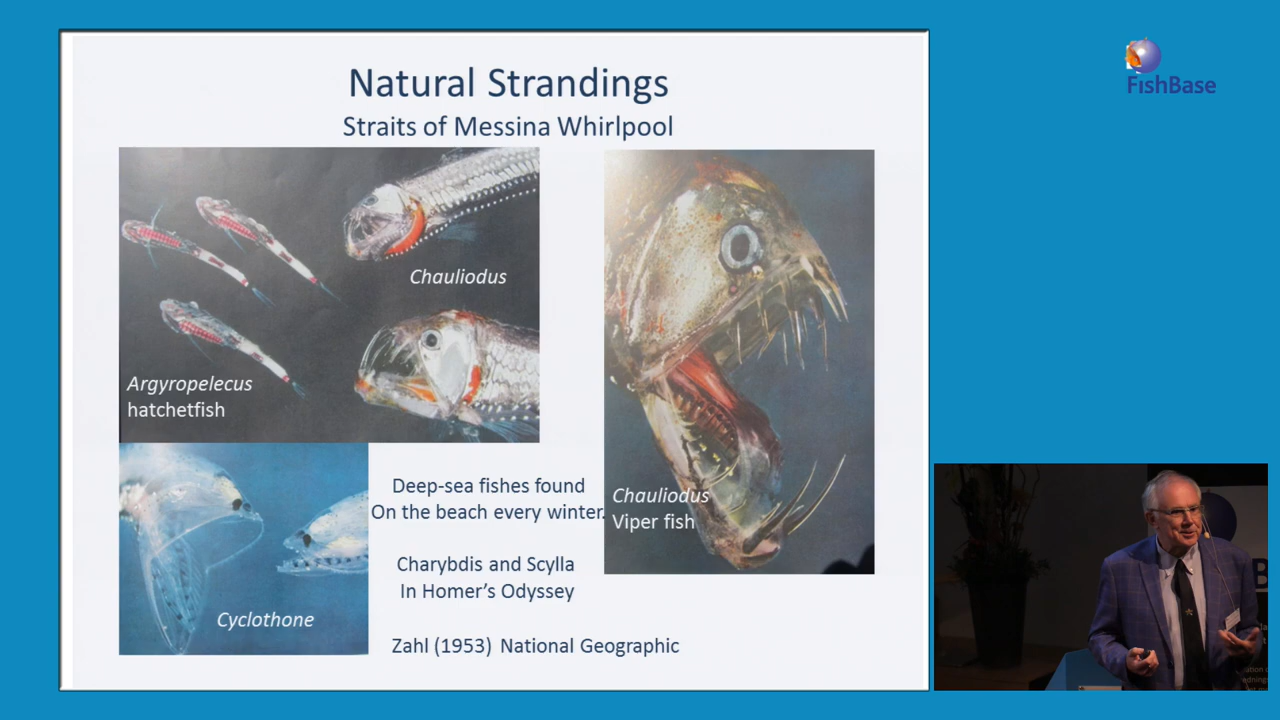 Natural Strandings
Straits of Messina Whirlpool
Chauliodus
Argyropelecus
hatchetfish
Chauliodus
Viper fish
Cyclothone
Deep-sea fishes found
On the beach every winter.
Charybdis and Scylla
In Homer's Odyssey
Zahl (1953) National Geographic
FishBase